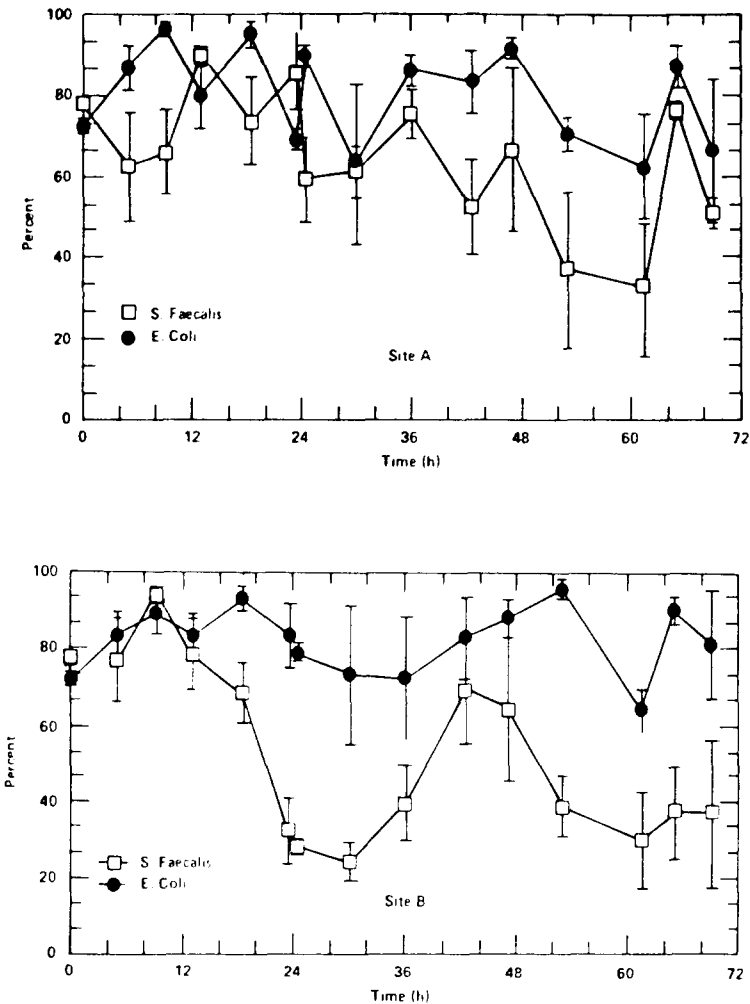 100
80
60
40
20
0
Percent
S. Faecalis
E. Coli
Site A
0 12 24 36 48 60 72
Time (h)
100
80
60
40
20
0
Percent
S. Faecalis
E. Coli
Site B
0 12 24 36 48 60 72
Time (h)